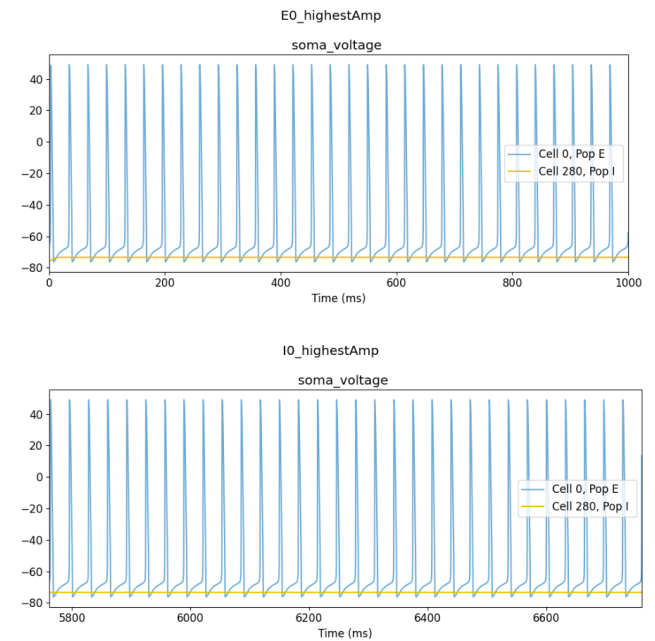 E0_highestAmp
soma_voltage
40
20
0
−20
−40
−60
−80
Cell 0, Pop E
Cell 280, Pop I
0 200 400 600 800 1000
Time (ms)
I0_highestAmp
soma_voltage
40
20
0
−20
−40
−60
−80
Cell 0, Pop E
Cell 280, Pop I
5800 6000 6200 6400 6600
Time (ms)